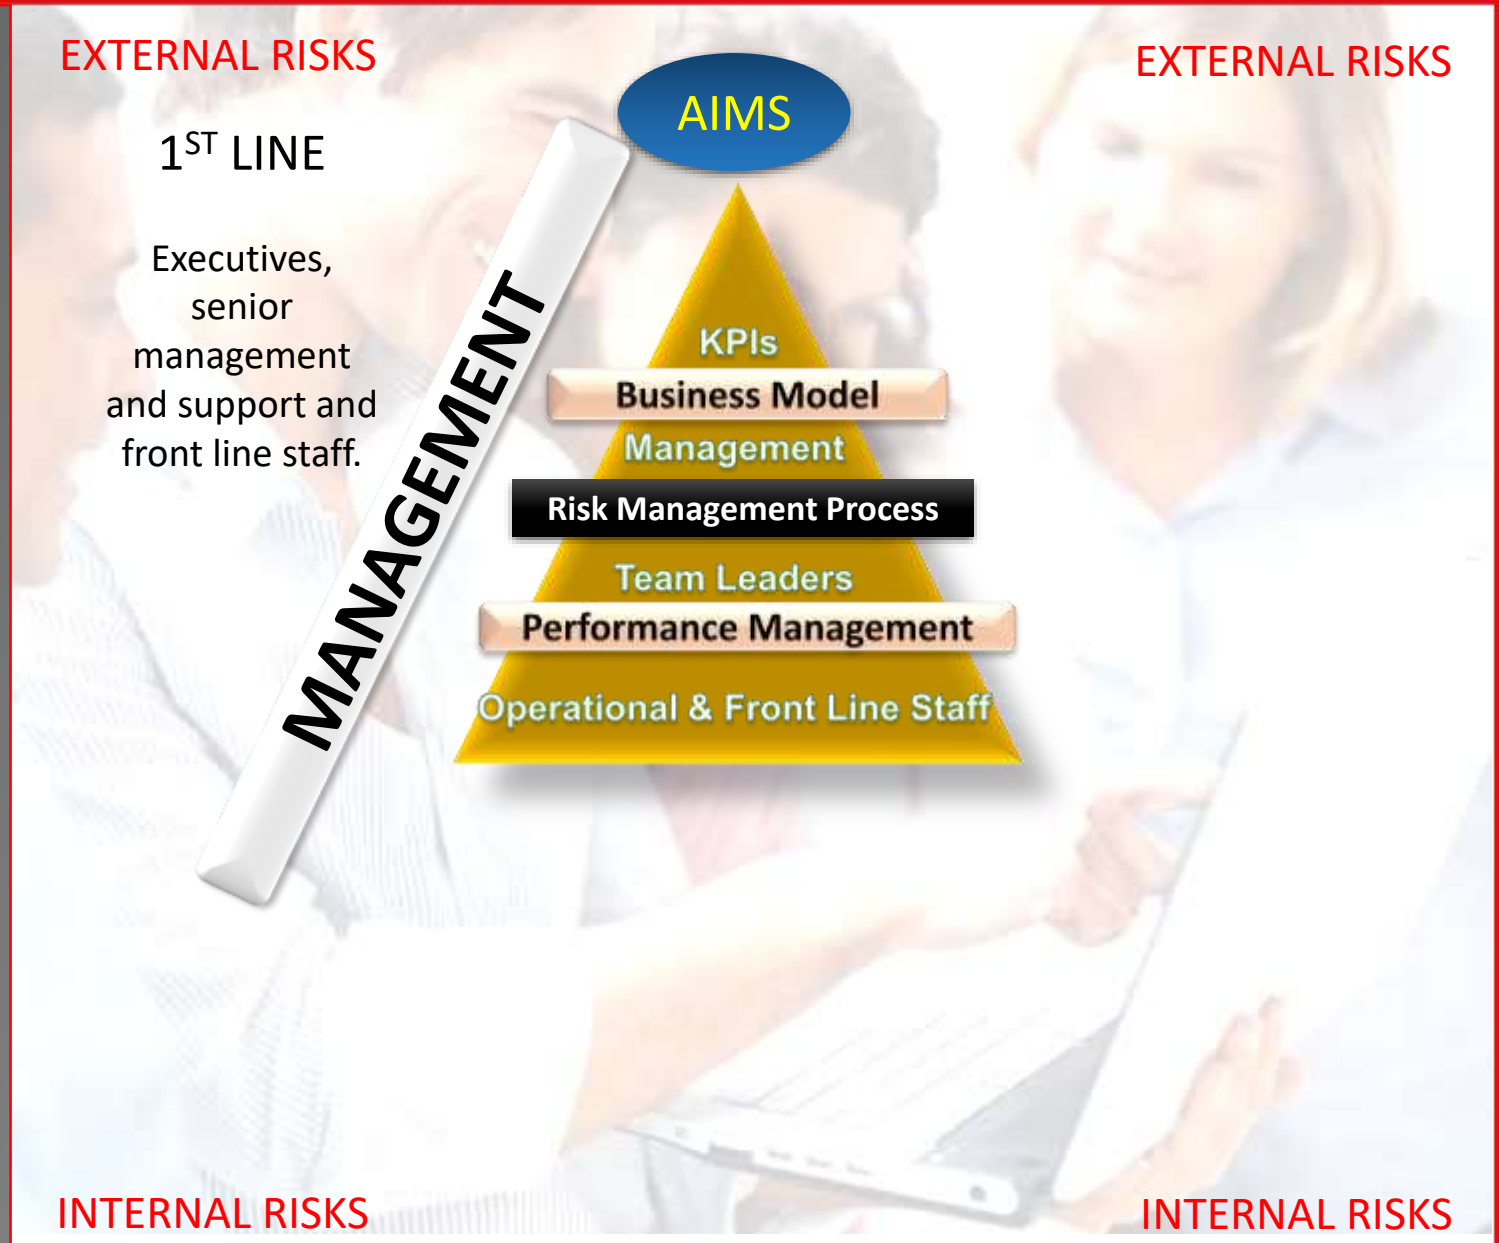 EXTERNAL RISKS
EXTERNAL RISKS
AIMS
1ST LINE
Executives,
senior
management
and support and
front line staff.
MANAGEMENT
KPIs
Business Model
Management
Risk Management Process
Team Leaders
Performance Management
Operational & Front Line Staff
INTERNAL RISKS
INTERNAL RISKS